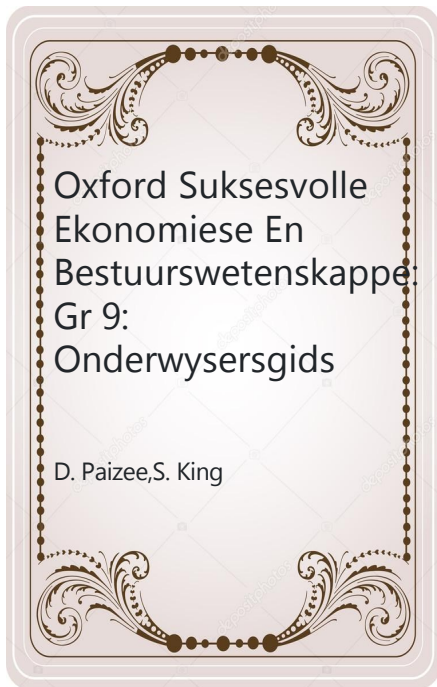 Oxford Suksesvolle
Ekonomiese En
Bestuurswetenskappe:
Gr 9:
Onderwysersgids
D. Paizee,S. King